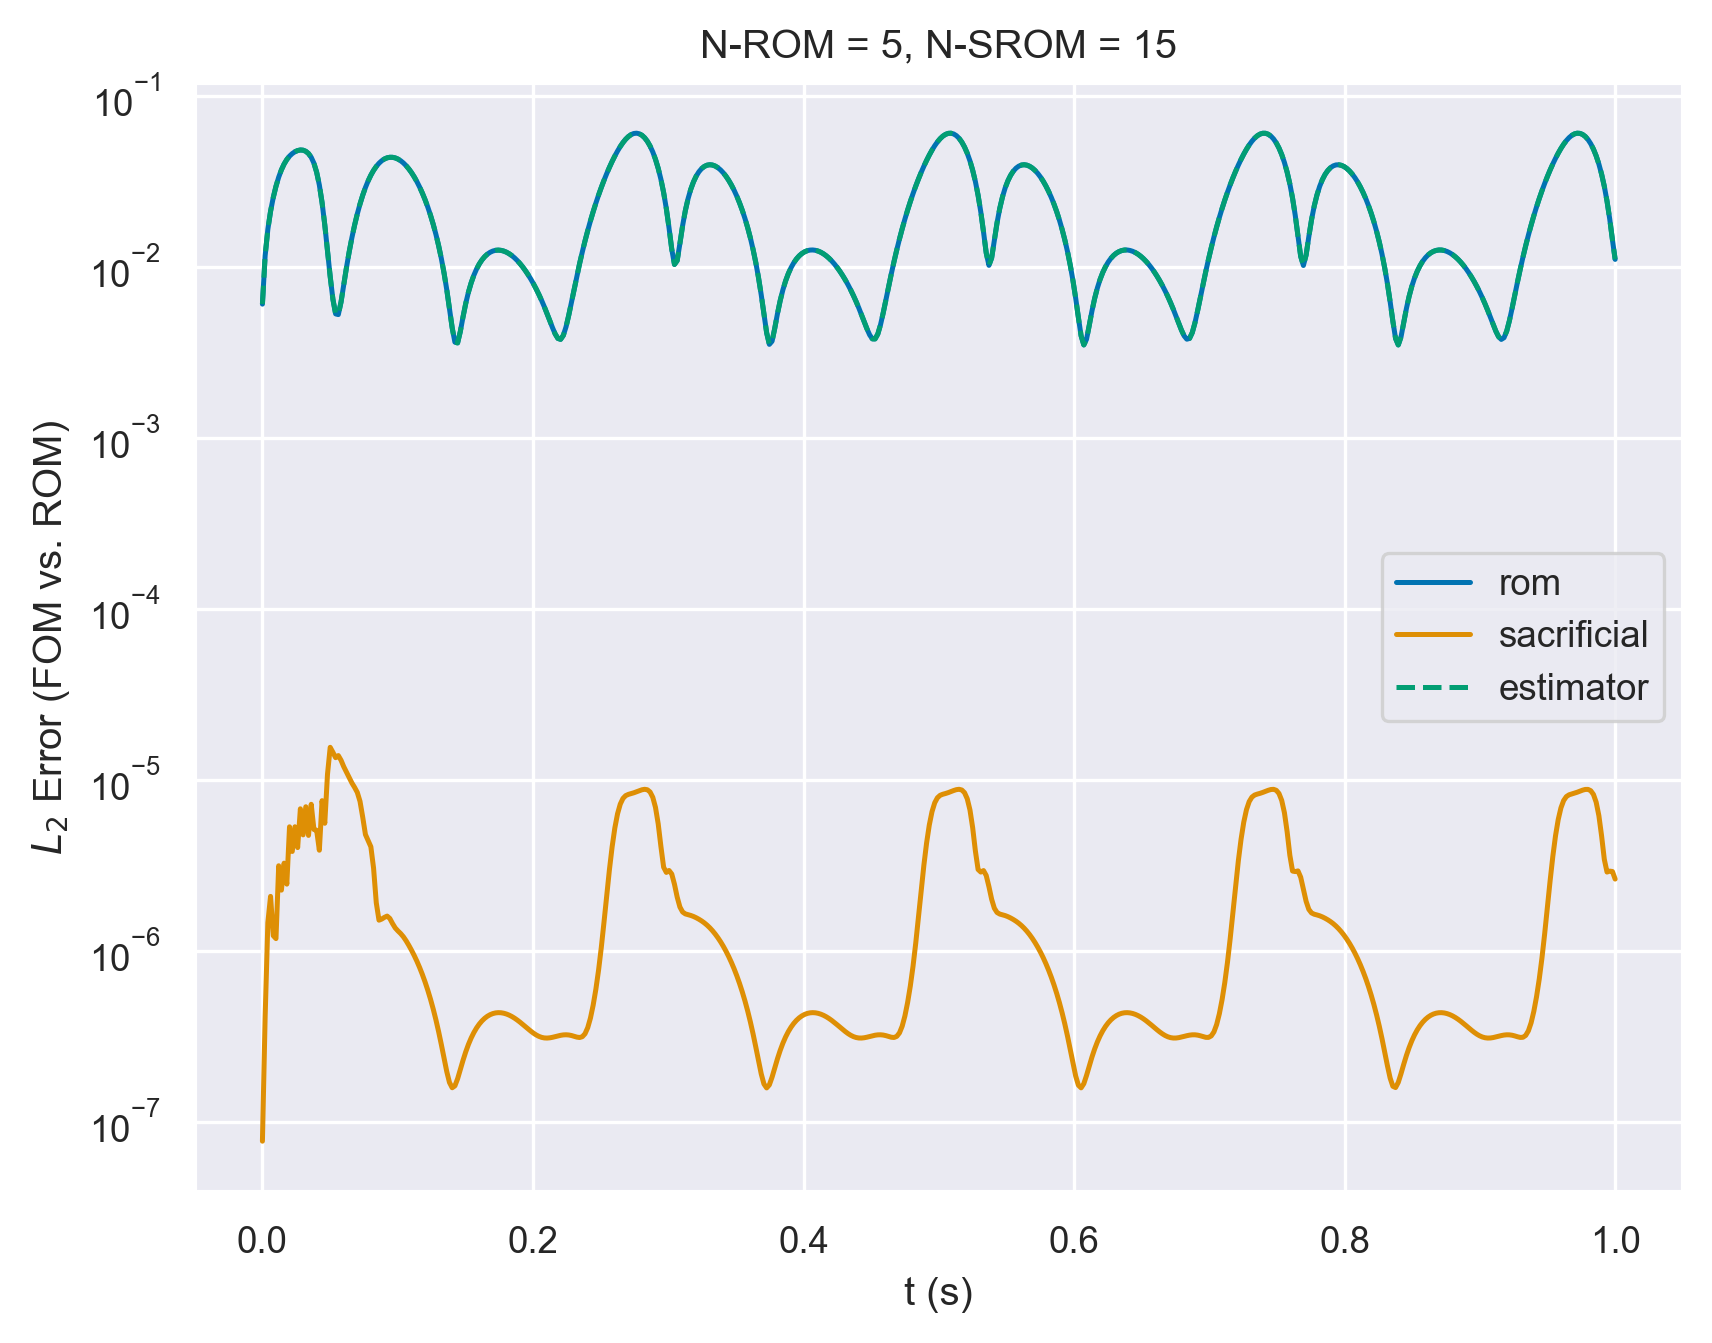 N-ROM = 5, N-SROM = 15
L₂ Error (FOM vs. ROM)
10⁻¹
10⁻²
10⁻³
10⁻⁴
10⁻⁵
10⁻⁶
10⁻⁷
rom
sacrificial
estimator
0.0 0.2 0.4 0.6 0.8 1.0
t (s)